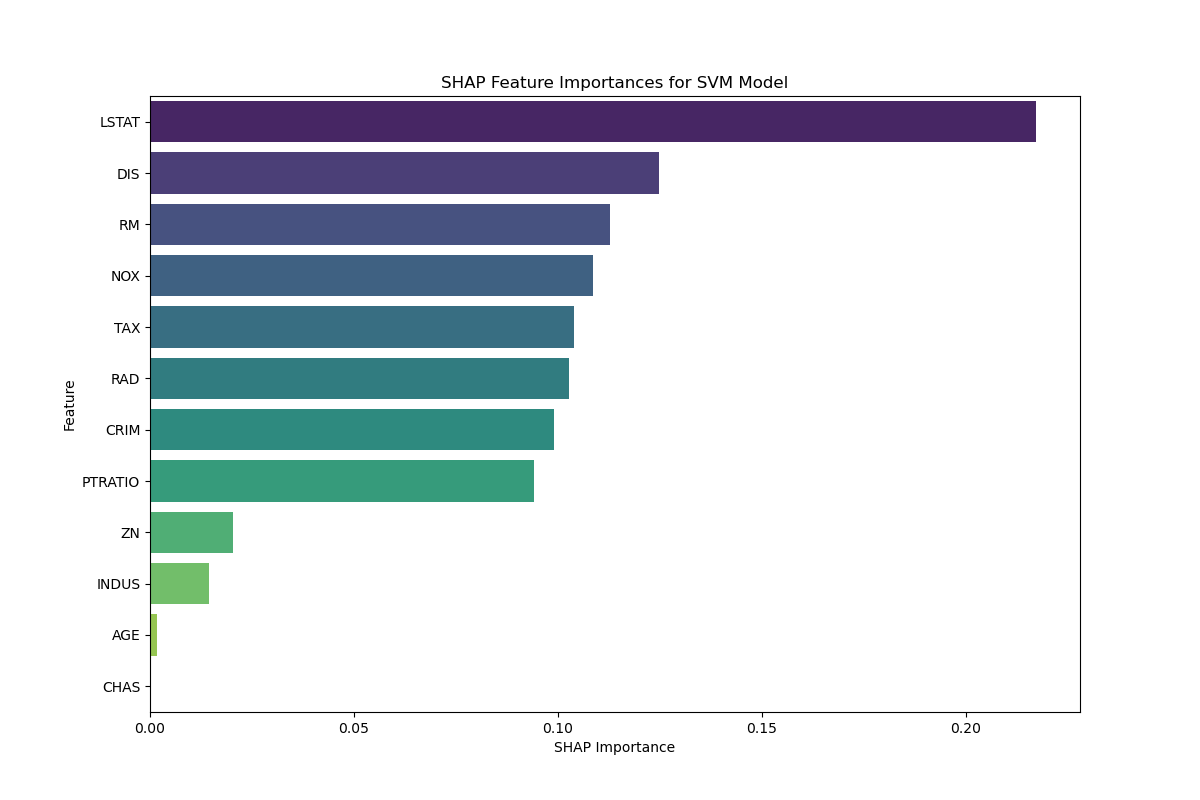 SHAP Feature Importances for SVM Model
LSTAT
DIS
RM
NOX
TAX
RAD
CRIM
PTRATIO
ZN
INDUS
AGE
CHAS
Feature
0.00 0.05 0.10 0.15 0.20
SHAP Importance